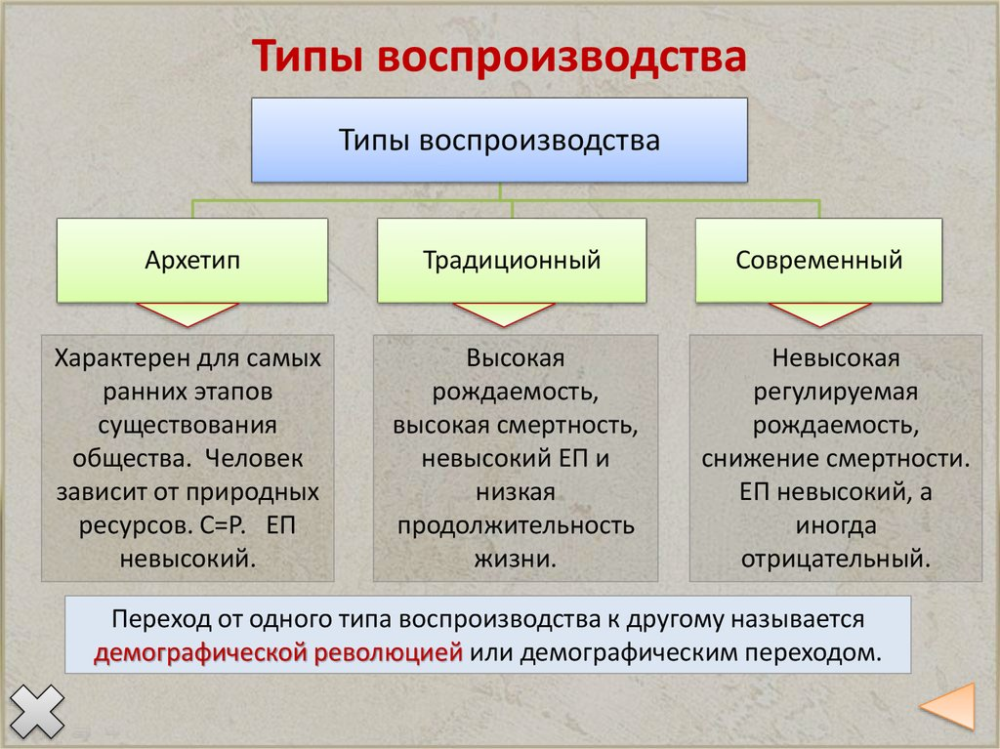 Типы воспроизводства
Типы воспроизводства
Архетип
Традиционный
Современный
Характерен для самых
ранних этапов
существования
общества. Человек
зависит от природных
ресурсов. С=Р. ЕП
невысокий.
Высокая
рождаемость,
высокая смертность,
невысокий ЕП и
низкая
продолжительность
жизни.
Невысокая
регулируемая
рождаемость,
снижение смертности.
ЕП невысокий, а
иногда
отрицательный.
Переход от одного типа воспроизводства к другому называется
демографической революцией или демографическим переходом.